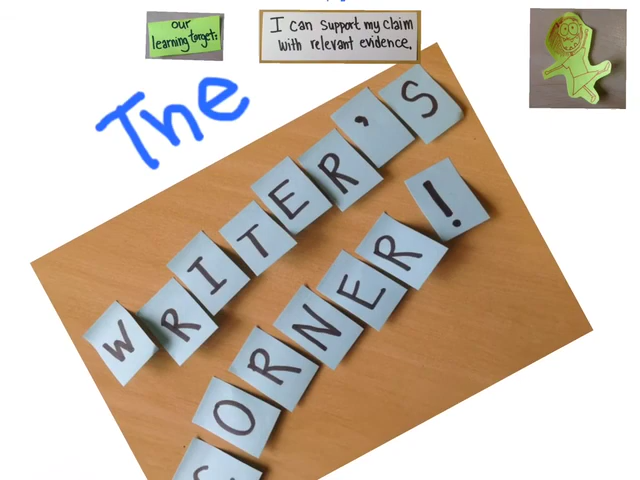 our
learning target:
I can support my claim
with relevant evidence.
The
WRITER'S
CORNER!